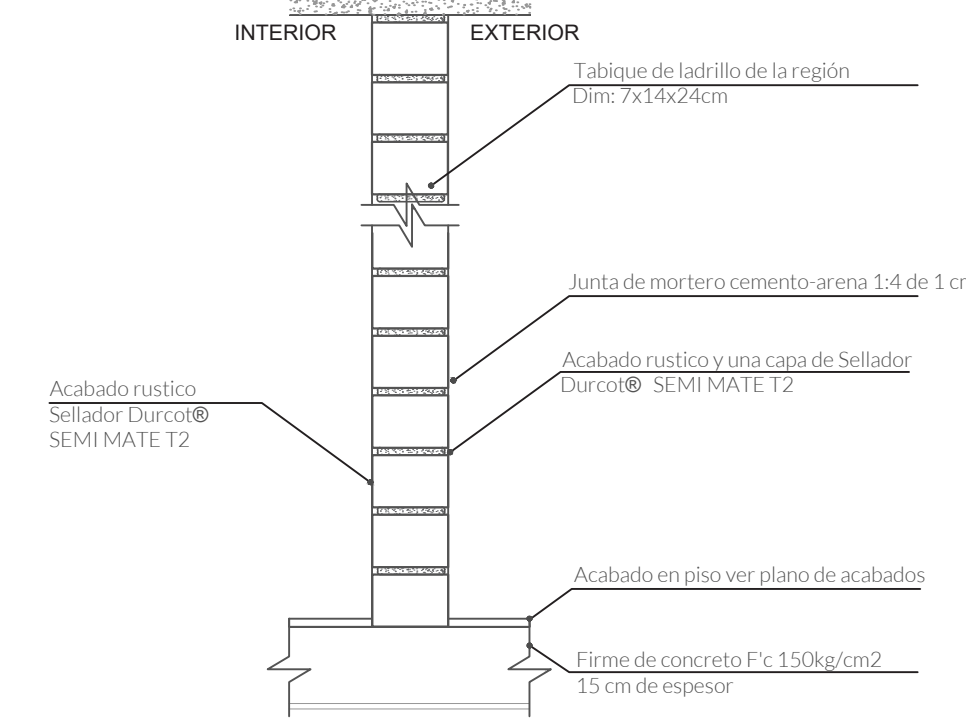 INTERIOR
EXTERIOR
Tabique de ladrillo de la región
Dim: 7x14x24cm
Junta de mortero cemento-arena 1:4 de 1
Acabado rustico y una capa de Sellador
Durcot® SEMI MATE T2
Acabado rustico
Sellador Durcot®
SEMI MATE T2
Acabado en piso ver plano de acabados
Firme de concreto F'c 150kg/cm2
15 cm de espesor